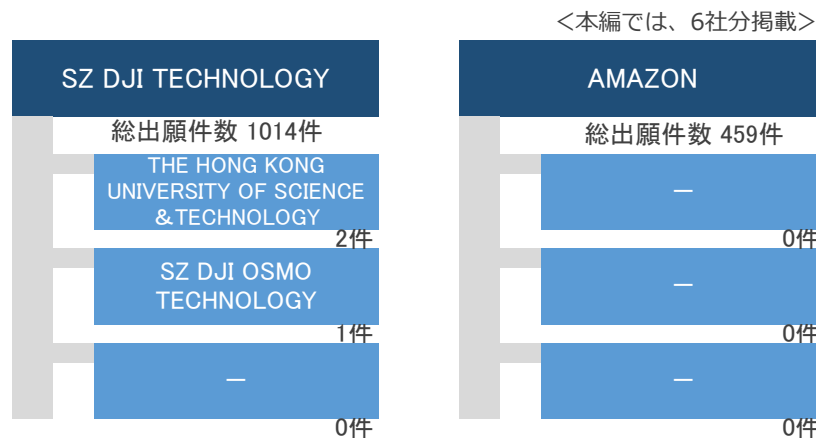 <本編では、6社分掲載>
SZ DJI TECHNOLOGY
総出願件数 1014件
THE HONG KONG
UNIVERSITY OF SCIENCE
&TECHNOLOGY
2件
SZ DJI OSMO
TECHNOLOGY
1件
―
0件
AMAZON
総出願件数 459件
―
0件
―
0件
―
0件